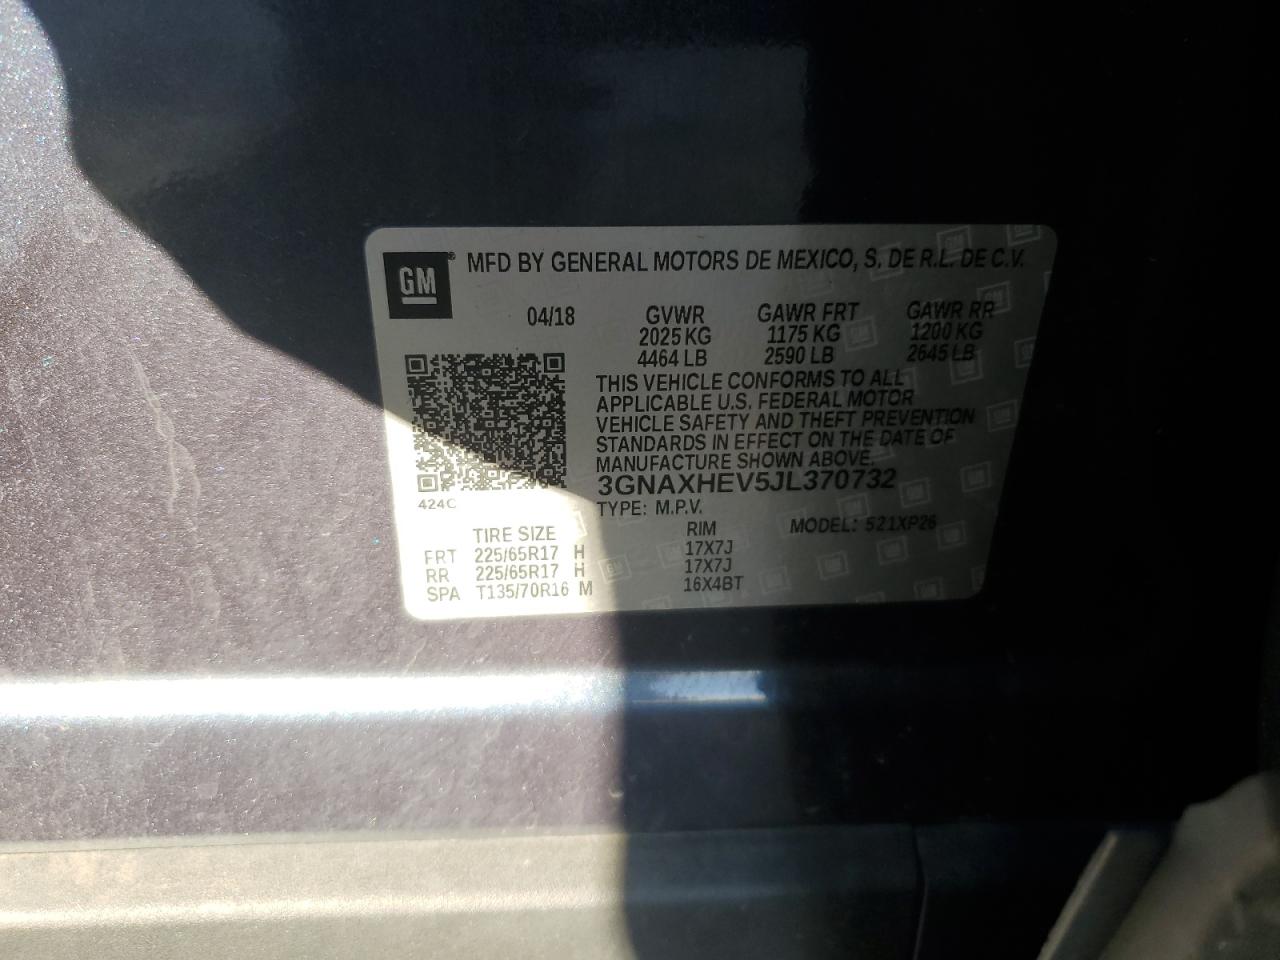 GM ® MFD BY GENERAL MOTORS DE MEXICO, S. DE R.L. DE C.V.
04/18 GVWR GAWR FRT GAWR RR
2025 KG 1175 KG 1200 KG
4464 LB 2590 LB 2645 LB
THIS VEHICLE CONFORMS TO ALL
APPLICABLE U.S. FEDERAL MOTOR
VEHICLE SAFETY AND THEFT PREVENTION
STANDARDS IN EFFECT ON THE DATE OF
MANUFACTURE SHOWN ABOVE.
3GNAXHEV5JL370732
424C TYPE: M.P.V.
TIRE SIZE RIM MODEL: 521XP26
FRT 225/65R17 H 17X7J
RR 225/65R17 H 17X7J
SPA T135/70R16 M 16X4BT